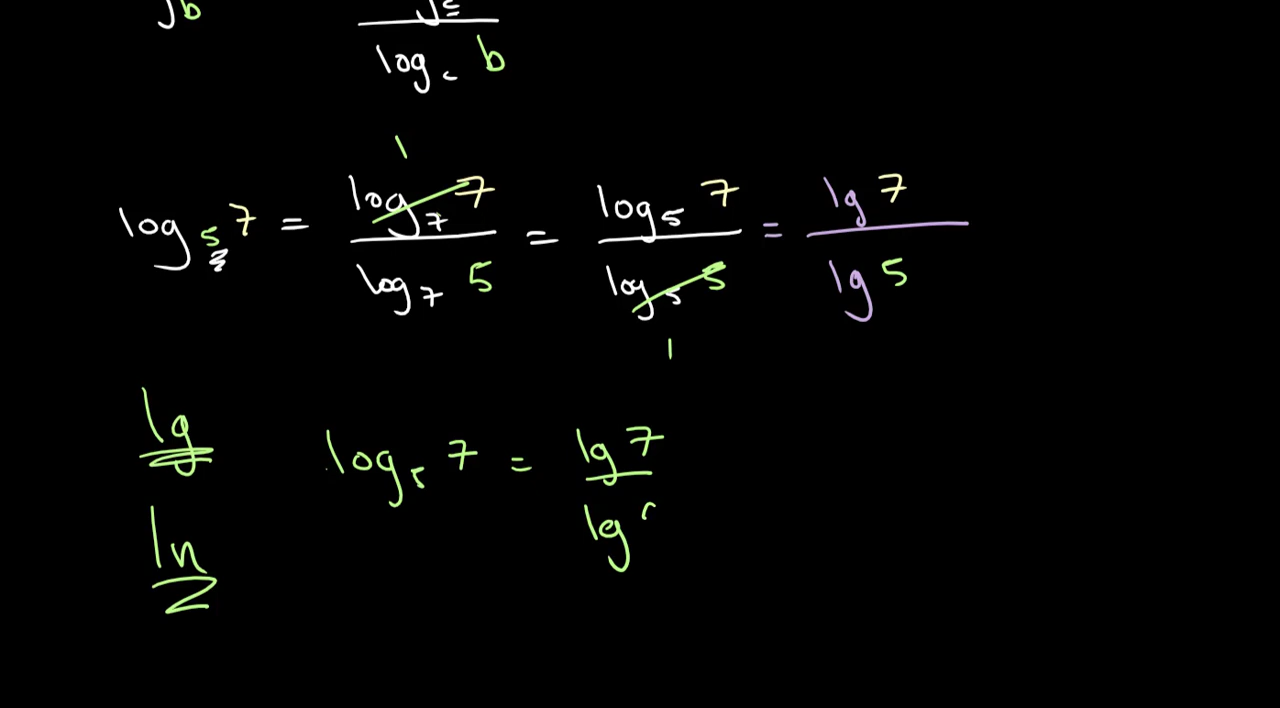 b
log_c b
1
log_5 7 = log_7 7 / log_7 5 = log_5 7 / log_5 5 = lg 7 / lg 5
1
lg
log_5 7 = lg 7 / lg
ln